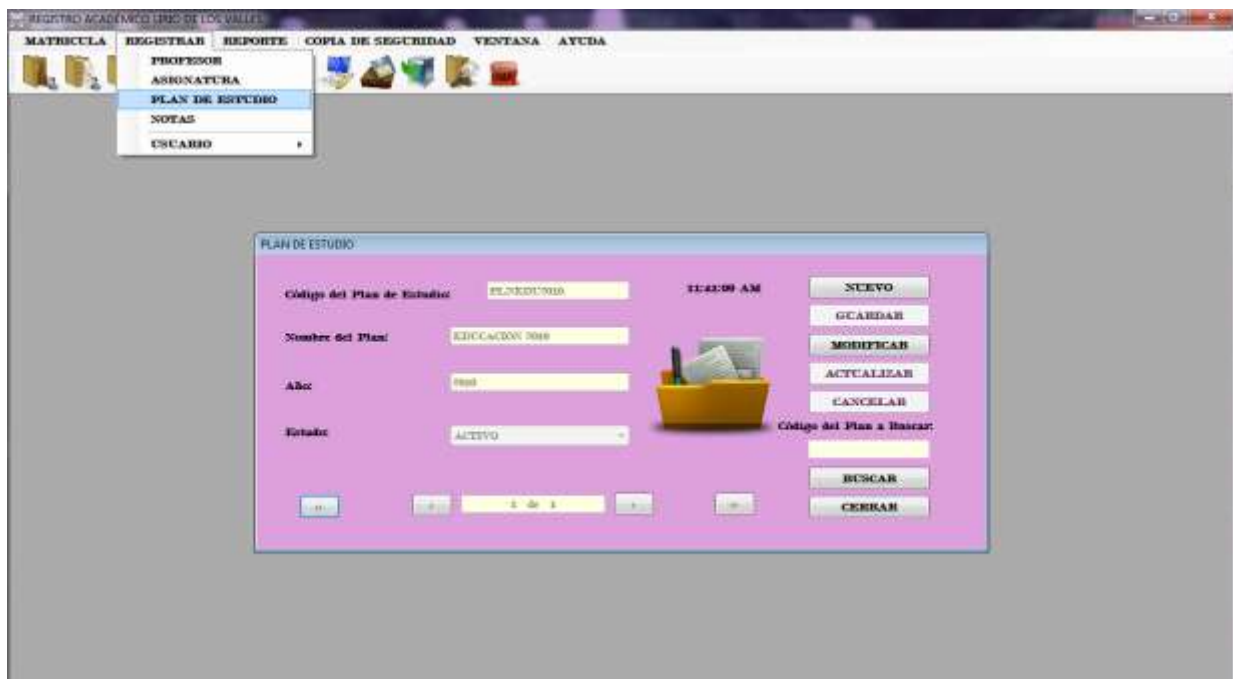 REGISTRO ACADÉMICO LIRIO DE LOS VALLES
MATRICULA REGISTRAR REPORTE COPIA DE SEGURIDAD VENTANA AYUDA
PROFESOR
ASIGNATURA
PLAN DE ESTUDIO
NOTAS
USUARIO
PLAN DE ESTUDIO
Código del Plan de Estudio:
11:42:09 AM
NUEVO
GUARDAR
Nombre del Plan:
EDUCACION
MODIFICAR
Año:
ACTUALIZAR
CANCELAR
Estado:
ACTIVO
Código del Plan a Buscar:
BUSCAR
1 de 1
CERRAR